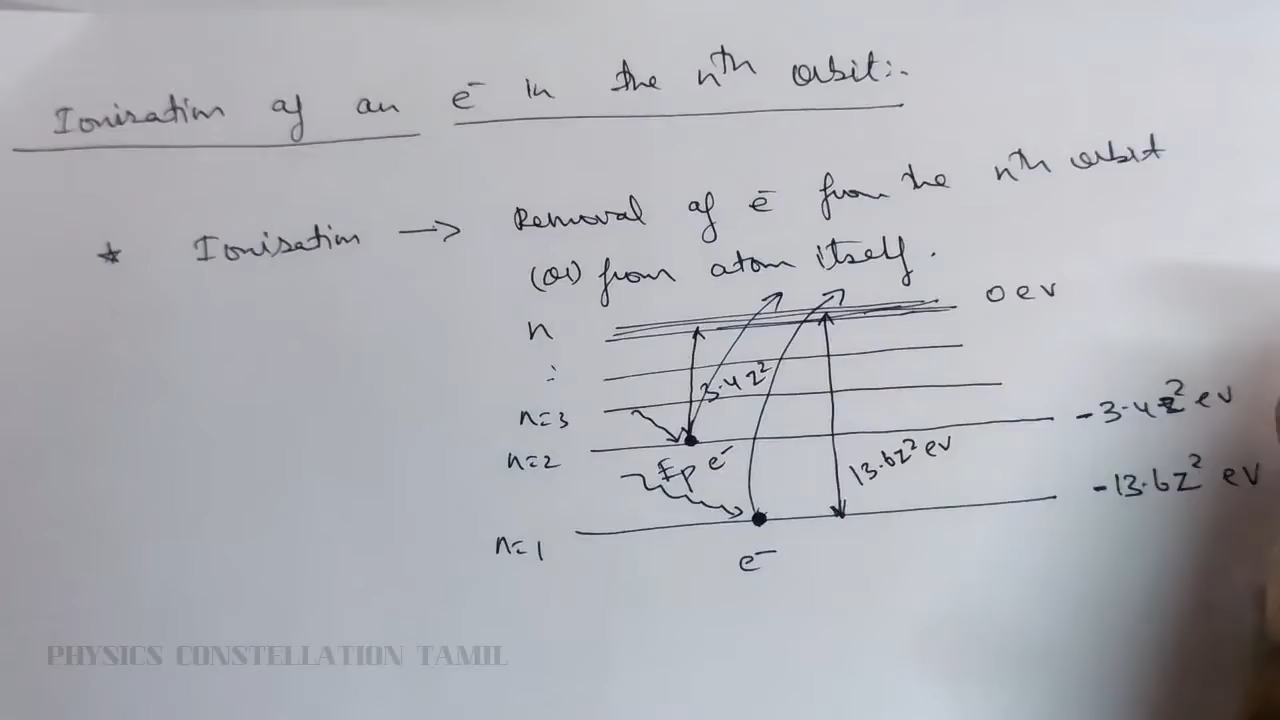 Ionisation of an e⁻ in the nth orbit:-
* Ionisation → Removal of e⁻ from the nth orbit
(or) from atom itself.
n 0 ev
:
3.4z²
n=3
-3.4z² ev
n=2
Ep e⁻ 13.6z² ev
-13.6z² ev
n=1
e⁻
PHYSICS CONSTELLATION TAMIL